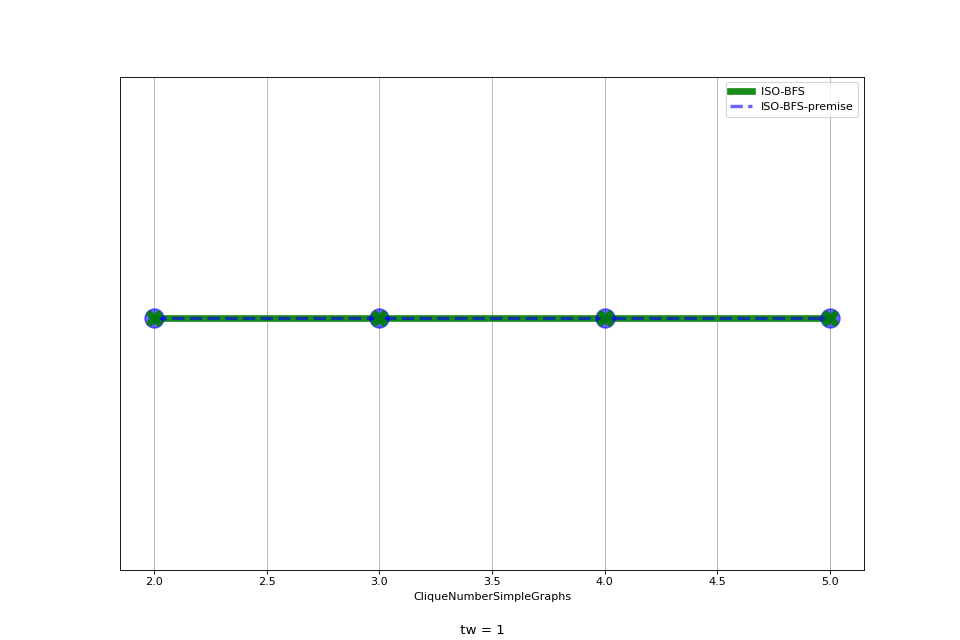 ISO-BFS
ISO-BFS-premise
2.0 2.5 3.0 3.5 4.0 4.5 5.0
CliqueNumberSimpleGraphs
tw = 1